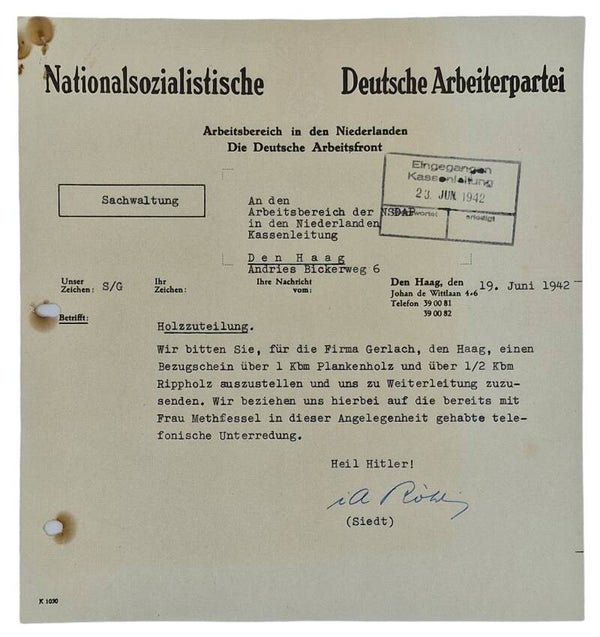 Nationalsozialistische Deutsche Arbeiterpartei
Arbeitsbereich in den Niederlanden
Die Deutsche Arbeitsfront
Eingegangen
Kassenleitung
23. JUN. 1942
erledigt
Sachwaltung
An den
Arbeitsbereich der NSDAP
in den Niederlanden
Kassenleitung
Den Haag
Andries Bickerweg 6
Unser
Zeichen: S/G
Ihr
Zeichen:
Ihre Nachricht
vom:
Den Haag, den 19. Juni 1942
Johan de Wittlaan 4-6
Telefon 39 00 81
39 00 82
Betrifft:
Holzzuteilung.
Wir bitten Sie, für die Firma Gerlach, den Haag, einen
Bezugschein über 1 Kbm Plankenholz und über 1/2 Kbm
Rippholz auszustellen und uns zu Weiterleitung zuzu-
senden. Wir beziehen uns hierbei auf die bereits mit
Frau Methfessel in dieser Angelegenheit gehabte tele-
fonische Unterredung.
Heil Hitler!
iA
(Siedt)
K 1030